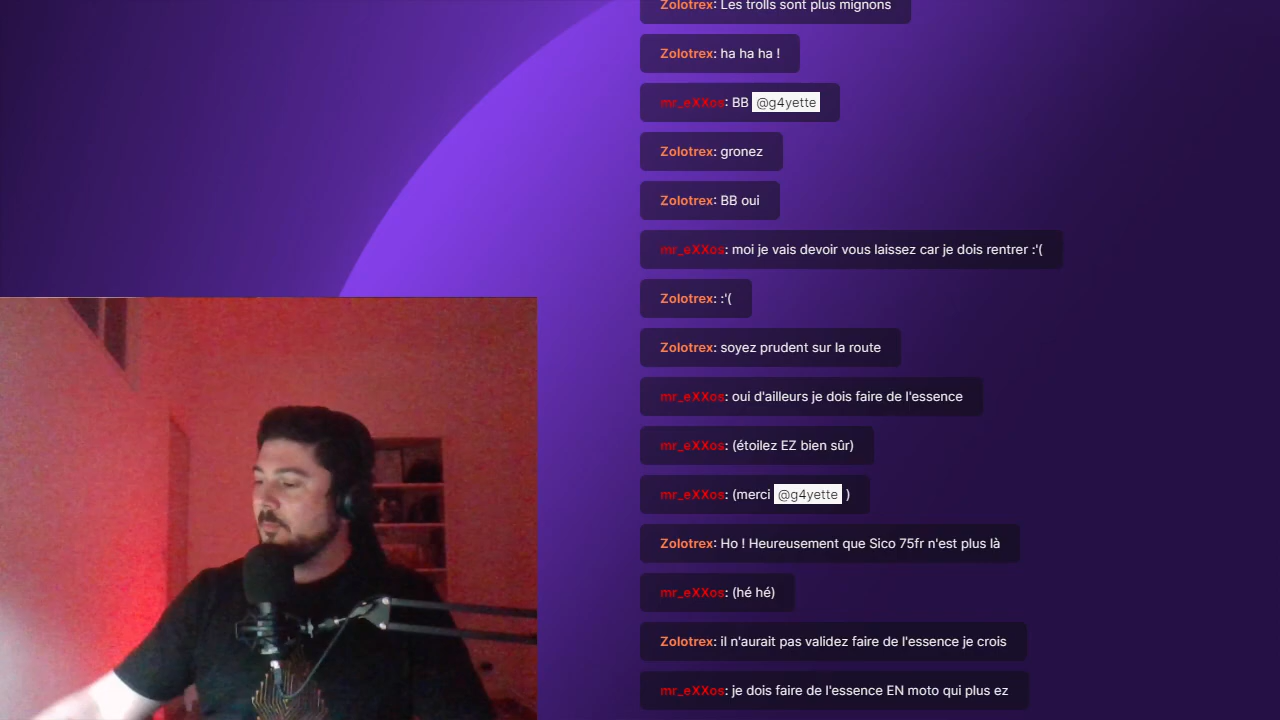 Zolotrex: Les trolls sont plus mignons
Zolotrex: ha ha ha !
mr_eXXos: BB @g4yette
Zolotrex: gronez
Zolotrex: BB oui
mr_eXXos: moi je vais devoir vous laissez car je dois rentrer :'(
Zolotrex: :'(
Zolotrex: soyez prudent sur la route
mr_eXXos: oui d'ailleurs je dois faire de l'essence
mr_eXXos: (étoilez EZ bien sûr)
mr_eXXos: (merci @g4yette )
Zolotrex: Ho ! Heureusement que Sico 75fr n'est plus là
mr_eXXos: (hé hé)
Zolotrex: il n'aurait pas validez faire de l'essence je crois
mr_eXXos: je dois faire de l'essence EN moto qui plus ez